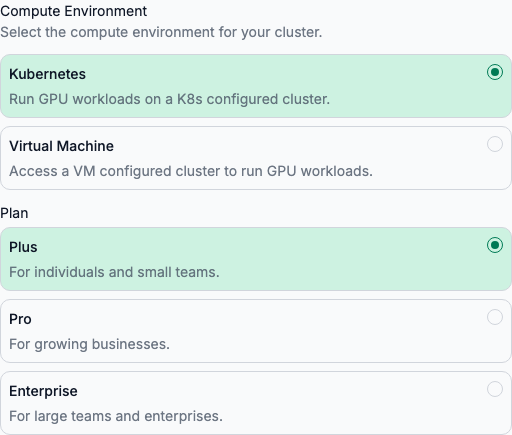 Compute Environment
Select the compute environment for your cluster.
Kubernetes
Run GPU workloads on a K8s configured cluster.
Virtual Machine
Access a VM configured cluster to run GPU workloads.
Plan
Plus
For individuals and small teams.
Pro
For growing businesses.
Enterprise
For large teams and enterprises.